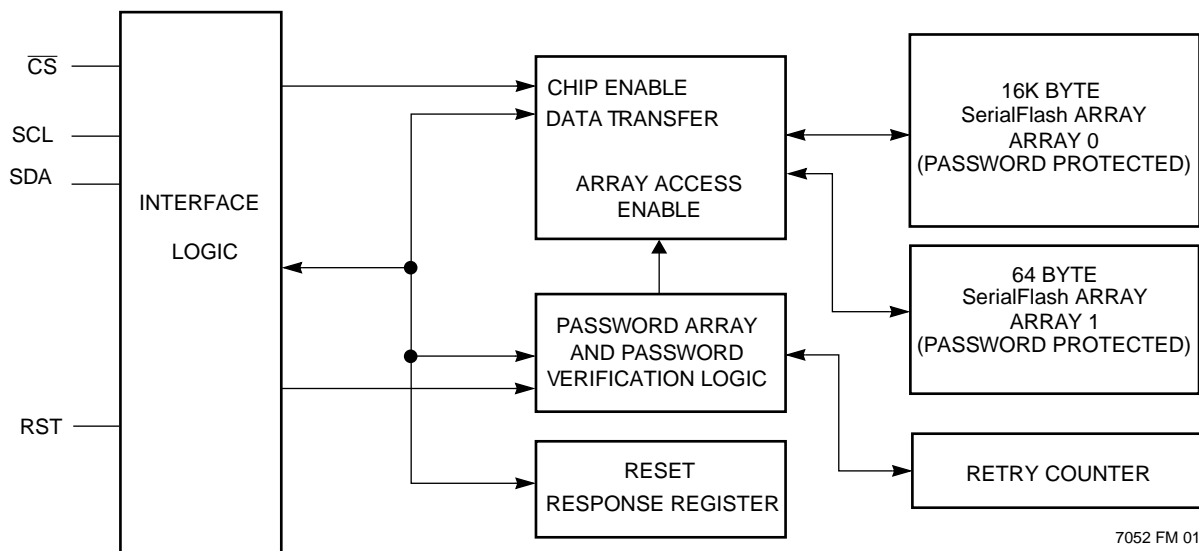 CS
SCL
SDA
RST
INTERFACE
LOGIC
CHIP ENABLE
DATA TRANSFER
ARRAY ACCESS
ENABLE
PASSWORD ARRAY
AND PASSWORD
VERIFICATION LOGIC
RESET
RESPONSE REGISTER
16K BYTE
SerialFlash ARRAY
ARRAY 0
(PASSWORD PROTECTED)
64 BYTE
SerialFlash ARRAY
ARRAY 1
(PASSWORD PROTECTED)
RETRY COUNTER
7052 FM 01